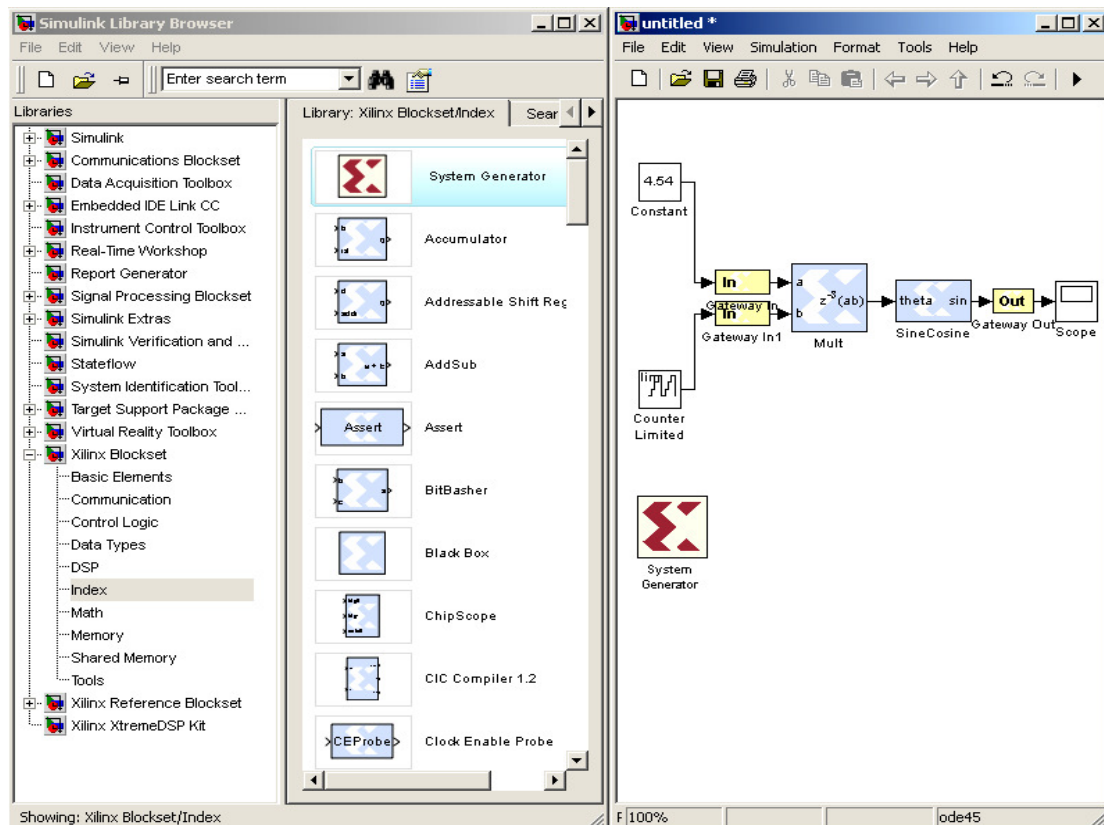 Simulink Library Browser
File Edit View Help
Enter search term
Libraries
Simulink
Communications Blockset
Data Acquisition Toolbox
Embedded IDE Link CC
Instrument Control Toolbox
Real-Time Workshop
Report Generator
Signal Processing Blockset
Simulink Extras
Simulink Verification and ...
Stateflow
System Identification Tool...
Target Support Package ...
Virtual Reality Toolbox
Xilinx Blockset
Basic Elements
Communication
Control Logic
Data Types
DSP
Index
Math
Memory
Shared Memory
Tools
Xilinx Reference Blockset
Xilinx XtremeDSP Kit
Library: Xilinx Blockset/Index Sear
System Generator
Accumulator
Addressable Shift Reg
AddSub
a
b
a + b
Assert Assert
BitBasher
Black Box
ChipScope
CIC Compiler 1.2
CEProbe Clock Enable Probe
Showing: Xilinx Blockset/Index
untitled *
File Edit View Simulation Format Tools Help
4.54
Constant
In
Gateway In
In
Gateway In1
a
b
z⁻³(ab)
Mult
theta sin
SineCosine
Out
Gateway Out
Scope
lim
Counter
Limited
System
Generator
F 100% ode45